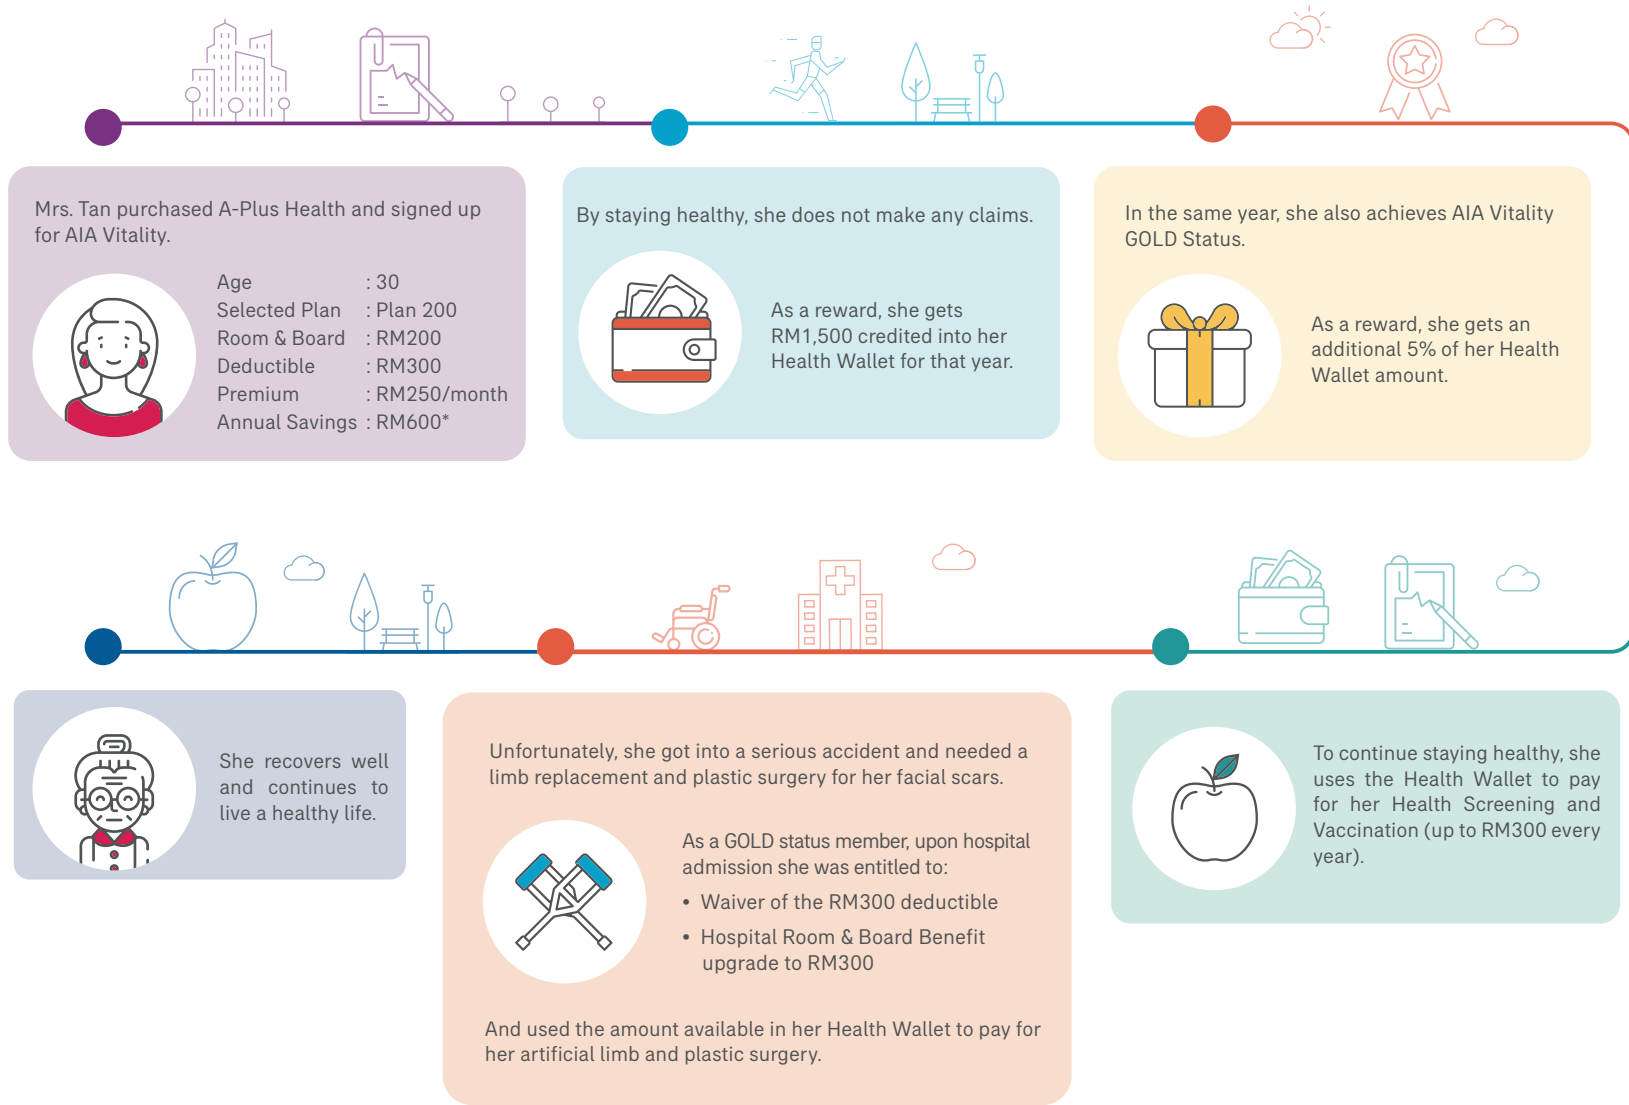 Mrs. Tan purchased A-Plus Health and signed up
for AIA Vitality.
Age : 30
Selected Plan : Plan 200
Room & Board : RM200
Deductible : RM300
Premium : RM250/month
Annual Savings : RM600*
By staying healthy, she does not make any claims.
As a reward, she gets
RM1,500 credited into her
Health Wallet for that year.
In the same year, she also achieves AIA Vitality
GOLD Status.
As a reward, she gets an
additional 5% of her Health
Wallet amount.
She recovers well
and continues to
live a healthy life.
Unfortunately, she got into a serious accident and needed a
limb replacement and plastic surgery for her facial scars.
As a GOLD status member, upon hospital
admission she was entitled to:
• Waiver of the RM300 deductible
• Hospital Room & Board Benefit
upgrade to RM300
And used the amount available in her Health Wallet to pay for
her artificial limb and plastic surgery.
To continue staying healthy, she
uses the Health Wallet to pay
for her Health Screening and
Vaccination (up to RM300 every
year).